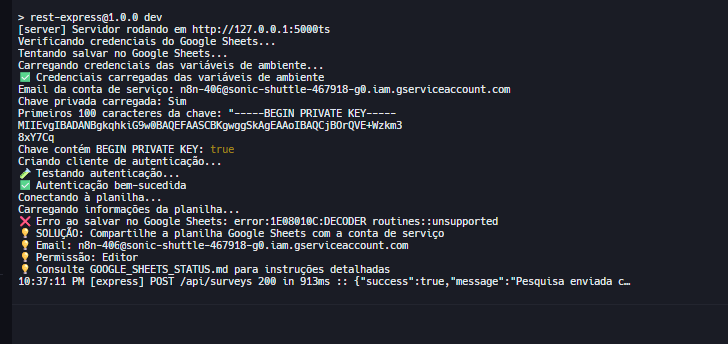 > rest-express@1.0.0 dev
[server] Servidor rodando em http://127.0.0.1:5000ts
Verificando credenciais do Google Sheets...
Tentando salvar no Google Sheets...
Carregando credenciais das variáveis de ambiente...
✅ Credenciais carregadas das variáveis de ambiente
Email da conta de serviço: n8n-406@sonic-shuttle-467918-g0.iam.gserviceaccount.com
Chave privada carregada: Sim
Primeiros 100 caracteres da chave: "-----BEGIN PRIVATE KEY-----
MIIEvgIBADANBgkqhkiG9w0BAQEFAASCBKgwggSkAgEAAoIBAQCjBOrQVE+Wzkm3
8xY7Cq
Chave contém BEGIN PRIVATE KEY: true
Criando cliente de autenticação...
🧪 Testando autenticação...
✅ Autenticação bem-sucedida
Conectando à planilha...
Carregando informações da planilha...
❌ Erro ao salvar no Google Sheets: error:1E08010C:DECODER routines::unsupported
💡 SOLUÇÃO: Compartilhe a planilha Google Sheets com a conta de serviço
💡 Email: n8n-406@sonic-shuttle-467918-g0.iam.gserviceaccount.com
💡 Permissão: Editor
💡 Consulte GOOGLE_SHEETS_STATUS.md para instruções detalhadas
10:37:11 PM [express] POST /api/surveys 200 in 913ms :: {"success":true,"message":"Pesquisa enviada c…